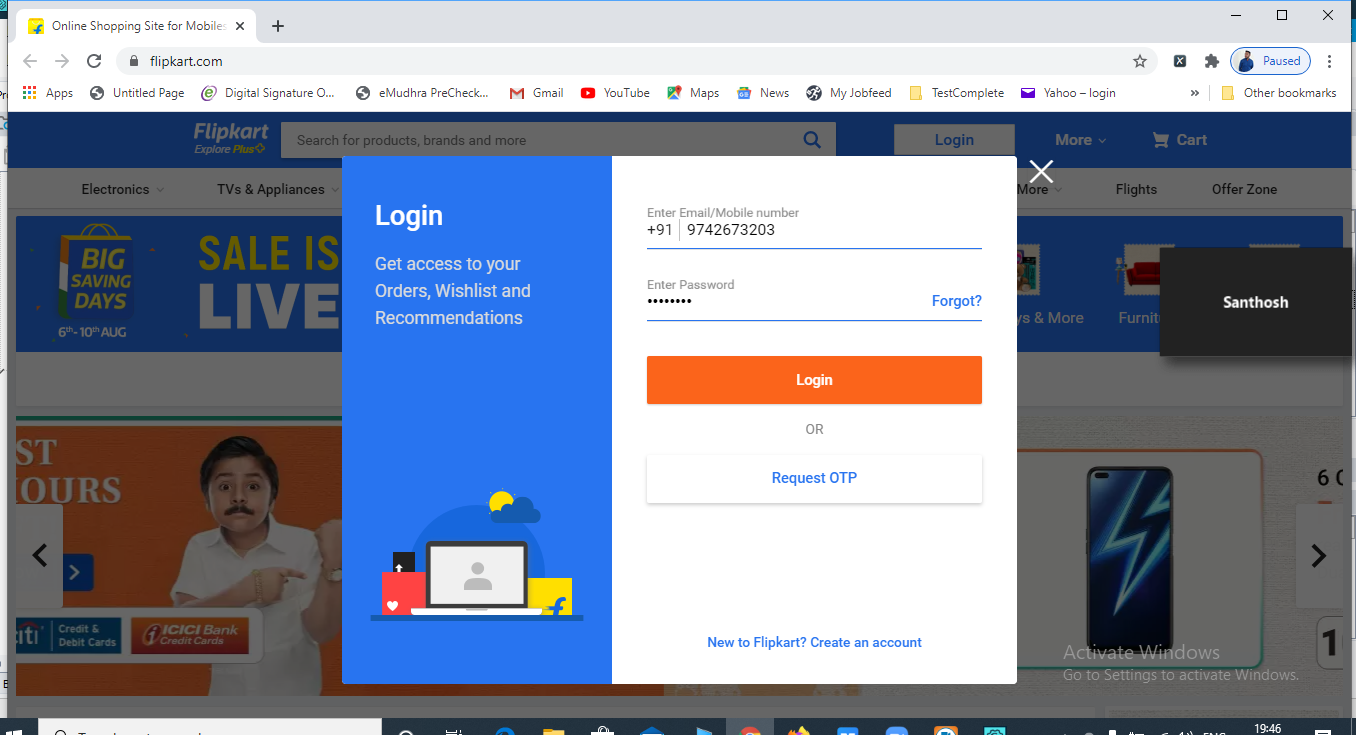 Online Shopping Site for Mobiles
flipkart.com
Paused
Apps
Untitled Page
Digital Signature O...
eMudhra PreCheck...
Gmail
YouTube
Maps
News
My Jobfeed
TestComplete
Yahoo – login
»
Other bookmarks
Flipkart
Explore Plus
Search for products, brands and more
Login
More
Cart
Electronics
TVs & Appliances
More
Flights
Offer Zone
BIG
SAVING
DAYS
6th-10th AUG
SALE IS
LIVE
Login
Get access to your
Orders, Wishlist and
Recommendations
Enter Email/Mobile number
+91 9742673203
Enter Password
••••••••
Forgot?
Login
OR
Request OTP
New to Flipkart? Create an account
ys & More
Santhosh
ST
OURS
citi
Credit &
Debit Cards
ICICI Bank
Credit Cards
Activate Windows
Go to Settings to activate Windows.
19:46